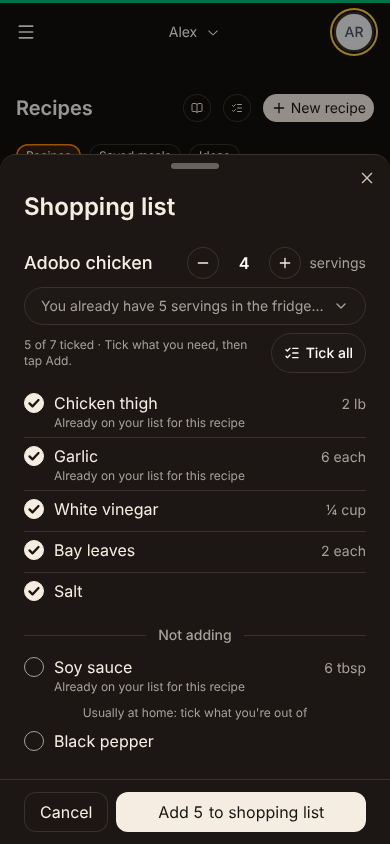 Alex
AR
Recipes
New recipe
Recipes
Saved meals
Ideas
Shopping list
Adobo chicken
4
servings
You already have 5 servings in the fridge...
5 of 7 ticked · Tick what you need, then
tap Add.
Tick all
Chicken thigh
2 lb
Already on your list for this recipe
Garlic
6 each
Already on your list for this recipe
White vinegar
¼ cup
Bay leaves
2 each
Salt
Not adding
Soy sauce
6 tbsp
Already on your list for this recipe
Usually at home: tick what you're out of
Black pepper
Cancel
Add 5 to shopping list